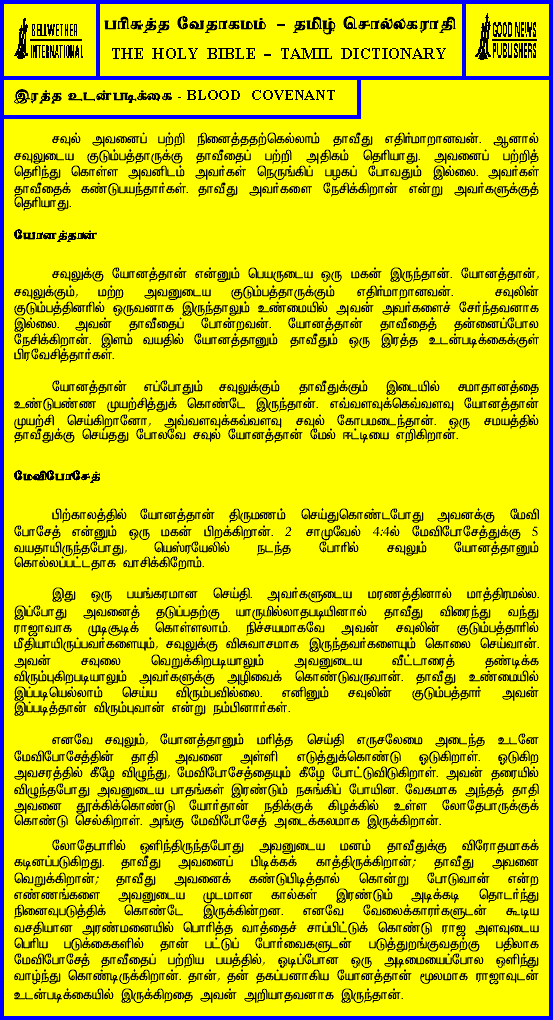 BELLWETHER
INTERNATIONAL
பரிசுத்த வேதாகமம் – தமிழ் சொல்லகராதி
THE HOLY BIBLE – TAMIL DICTIONARY
GOOD NEWS
PUBLISHERS
இரத்த உடன்படிக்கை - BLOOD COVENANT
சவுல் அவனைப் பற்றி நினைத்ததற்கெல்லாம் தாவீது எதிர்மாறானவன். ஆனால்
சவுலுடைய குடும்பத்தாருக்கு தாவீதைப் பற்றி அதிகம் தெரியாது. அவனைப் பற்றித்
தெரிந்து கொள்ள அவனிடம் அவர்கள் நெருங்கிப் பழகப் போவதும் இல்லை. அவர்கள்
தாவீதைக் கண்டுபயந்தார்கள். தாவீது அவர்களை நேசிக்கிறான் என்று அவர்களுக்குத்
தெரியாது.
யோனத்தான்
சவுலுக்கு யோனத்தான் என்னும் பெயருடைய ஒரு மகன் இருந்தான். யோனத்தான்,
சவுலுக்கும், மற்ற அவனுடைய குடும்பத்தாருக்கும் எதிர்மாறானவன். சவுலின்
குடும்பத்தினரில் ஒருவனாக இருந்தாலும் உண்மையில் அவன் அவர்களைச் சேர்ந்தவனாக
இல்லை. அவன் தாவீதைப் போன்றவன். யோனத்தான் தாவீதைத் தன்னைப்போல
நேசிக்கிறான். இளம் வயதில் யோனத்தானும் தாவீதும் ஒரு இரத்த உடன்படிக்கைக்குள்
பிரவேசித்தார்கள்.
யோனத்தான் எப்போதும் சவுலுக்கும் தாவீதுக்கும் இடையில் சமாதானத்தை
உண்டுபண்ண முயற்சித்துக் கொண்டே இருந்தான். எவ்வளவுக்கெவ்வளவு யோனத்தான்
முயற்சி செய்கிறானோ, அவ்வளவுக்கவ்வளவு சவுல் கோபமடைந்தான். ஒரு சமயத்தில்
தாவீதுக்கு செய்தது போலவே சவுல் யோனத்தான் மேல் ஈட்டியை எறிகிறான்.
மேவிபோசேத்
பிற்காலத்தில் யோனத்தான் திருமணம் செய்துகொண்டபோது அவனக்கு மேவி
போசேத் என்னும் ஒரு மகன் பிறக்கிறான். 2 சாமுவேல் 4:4ல் மேவிபோசேத்துக்கு 5
வயதாயிருந்தபோது, யெஸ்ரயேலில் நடந்த போரில் சவுலும் யோனத்தானும்
கொல்லப்பட்டதாக வாசிக்கிறோம்.
இது ஒரு பயங்கரமான செய்தி. அவர்களுடைய மரணத்தினால் மாத்திரமல்ல.
இப்போது அவனைத் தடுப்பதற்கு யாருமில்லாதபடியினால் தாவீது விரைந்து வந்து
ராஜாவாக முடிசூடிக் கொள்ளலாம். நிச்சயமாகவே அவன் சவுலின் குடும்பத்தாரில்
மீதியாயிருப்பவர்களையும், சவுலுக்கு விசுவாசமாக இருந்தவர்களையும் கொலை செய்வான்.
அவன் சவுலை வெறுக்கிறபடியாலும் அவனுடைய வீட்டாரைத் தண்டிக்க
விரும்புகிறபடியாலும் அவர்களுக்கு அழிவைக் கொண்டுவருவான். தாவீது உண்மையில்
இப்படியெல்லாம் செய்ய விரும்பவில்லை. எனினும் சவுலின் குடும்பத்தார் அவன்
இப்படித்தான் விரும்புவான் என்று நம்பினார்கள்.
எனவே சவுலும், யோனத்தானும் மரித்த செய்தி எருசலேமை அடைந்த உடனே
மேவிபோசேத்தின் தாதி அவனை அள்ளி எடுத்துக்கொண்டு ஓடுகிறாள். ஓடுகிற
அவசரத்தில் கீழே விழுந்து, மேவிபோசேத்தையும் கீழே போட்டுவிடுகிறாள். அவன் தரையில்
விழுந்தபோது அவனுடைய பாதங்கள் இரண்டும் நசுங்கிப் போயின. வேகமாக அந்தத் தாதி
அவனை தூக்கிக்கொண்டு யோர்தான் நதிக்குக் கிழக்கில் உள்ள லோதேபாருக்குக்
கொண்டு செல்கிறாள். அங்கு மேவிபோசேத் அடைக்கலமாக இருக்கிறான்.
லோதேபாரில் ஒளிந்திருந்தபோது அவனுடைய மனம் தாவீதுக்கு விரோதமாகக்
கடினப்படுகிறது. தாவீது அவனைப் பிடிக்கக் காத்திருக்கிறான்; தாவீது அவனை
வெறுக்கிறான்; தாவீது அவனைக் கண்டுபிடித்தால் கொன்று போடுவான் என்ற
எண்ணங்களை அவனுடைய முடமான கால்கள் இரண்டும் அடிக்கடி தொடர்ந்து
நினைவுபடுத்திக் கொண்டே இருக்கின்றன. எனவே வேலைக்காரர்களுடன் கூடிய
வசதியான அரண்மனையில் பொரித்த வாத்தைச் சாப்பிட்டுக் கொண்டு ராஜ அளவுடைய
பெரிய படுக்கைகளில் தான் பட்டுப் போர்வைகளுடன் படுத்துறங்குவதற்கு பதிலாக
மேவிபோசேத் தாவீதைப் பற்றிய பயத்தில், ஓடிப்போன ஒரு அடிமையைப்போல ஒளிந்து
வாழ்ந்து கொண்டிருக்கிறான். தான், தன் தகப்பனாகிய யோனத்தான் மூலமாக ராஜாவுடன்
உடன்படிக்கையில் இருக்கிறதை அவன் அறியாதவனாக இருந்தான்.